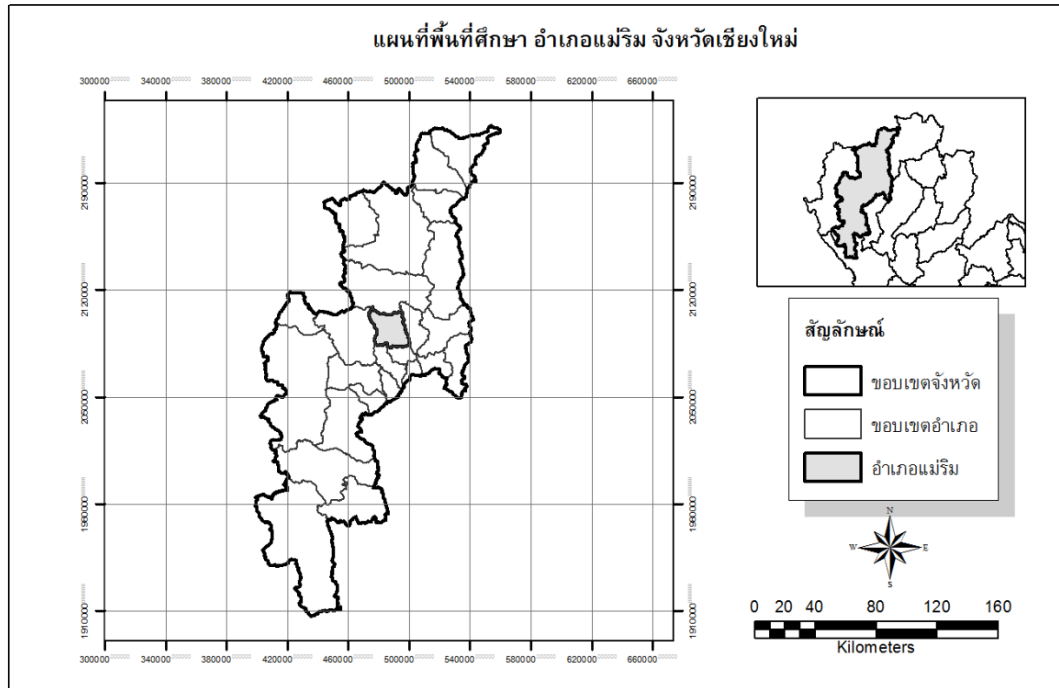 แผนที่พื้นที่ศึกษา อำเภอแม่ริม จังหวัดเชียงใหม่
300000 340000 380000 420000 460000 500000 540000 580000 620000 660000
2190000 2190000
2120000 2120000
2050000 2050000
1980000 1980000
1910000 1910000
300000 340000 380000 420000 460000 500000 540000 580000 620000 660000
สัญลักษณ์
ขอบเขตจังหวัด
ขอบเขตอำเภอ
อำเภอแม่ริม
N
W E
S
0 20 40 80 120 160
Kilometers